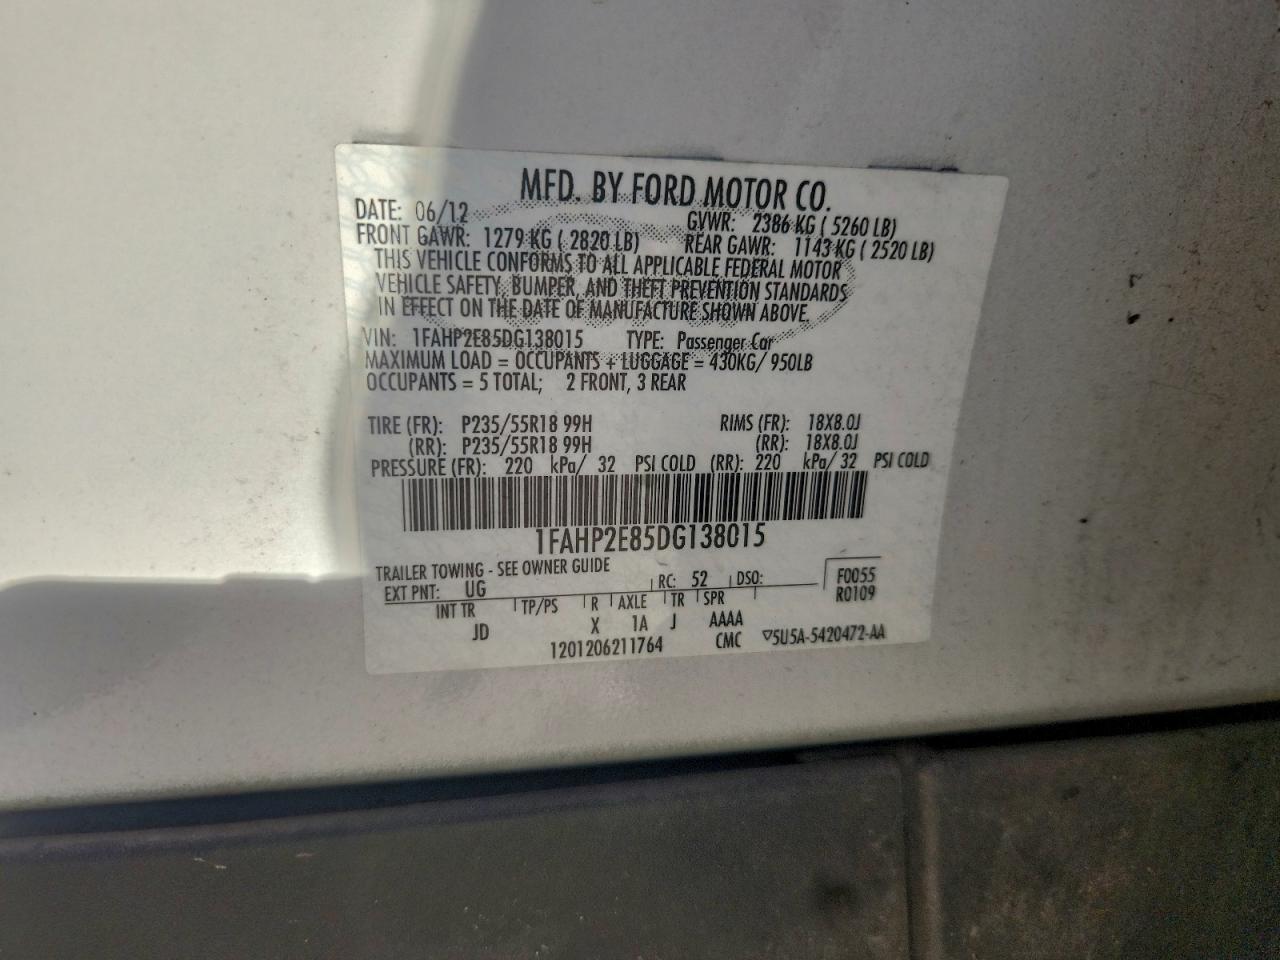 MFD. BY FORD MOTOR CO.
DATE: 06/12 GVWR: 2386 KG ( 5260 LB)
FRONT GAWR: 1279 KG ( 2820 LB) REAR GAWR: 1143 KG ( 2520 LB)
THIS VEHICLE CONFORMS TO ALL APPLICABLE FEDERAL MOTOR
VEHICLE SAFETY, BUMPER, AND THEFT PREVENTION STANDARDS
IN EFFECT ON THE DATE OF MANUFACTURE SHOWN ABOVE.
VIN: 1FAHP2E85DG138015 TYPE: Passenger Car
MAXIMUM LOAD = OCCUPANTS + LUGGAGE = 430KG/ 950LB
OCCUPANTS = 5 TOTAL; 2 FRONT, 3 REAR
TIRE (FR): P235/55R18 99H RIMS (FR): 18X8.0J
(RR): P235/55R18 99H (RR): 18X8.0J
PRESSURE (FR): 220 kPa/ 32 PSI COLD (RR): 220 kPa/ 32 PSI COLD
1FAHP2E85DG138015
TRAILER TOWING - SEE OWNER GUIDE
EXT PNT: UG RC: 52 DSO: F0055
R0109
INT TR TP/PS R AXLE TR SPR
JD X 1A J AAAA
1201206211764 CMC ▽5U5A-5420472-AA